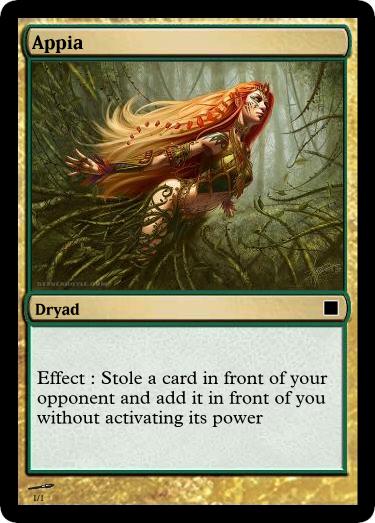 Appia
Dryad
Effect : Stole a card in front of your
opponent and add it in front of you
without activating its power
1/1